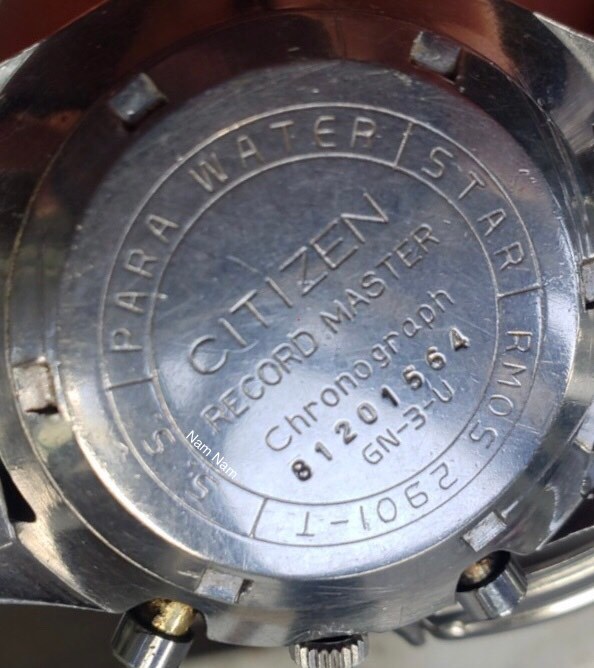 PARA WATER
STAR
RMOS 2901-T
S S
CITIZEN
RECORD MASTER
Chronograph
81201564
GN-3-U
Nam Nam